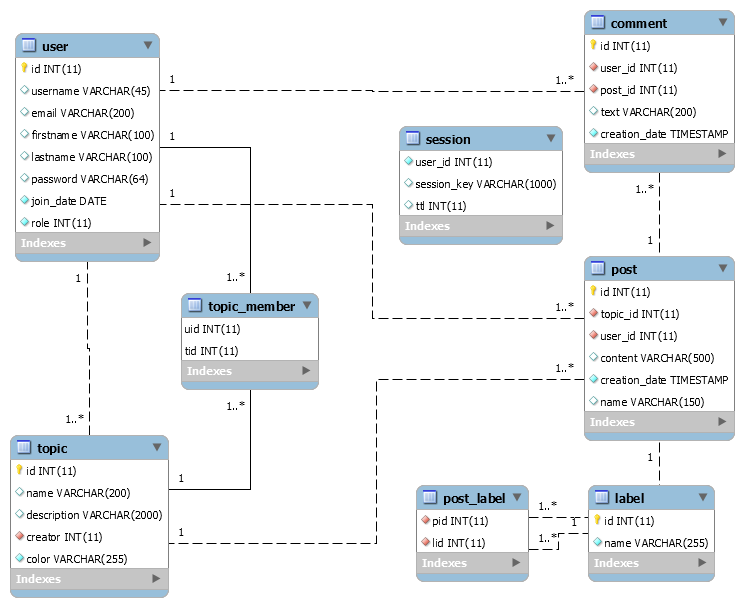 user
id INT(11)
username VARCHAR(45)
email VARCHAR(200)
firstname VARCHAR(100)
lastname VARCHAR(100)
password VARCHAR(64)
join_date DATE
role INT(11)
Indexes
comment
id INT(11)
user_id INT(11)
post_id INT(11)
text VARCHAR(200)
creation_date TIMESTAMP
Indexes
session
user_id INT(11)
session_key VARCHAR(1000)
ttl INT(11)
Indexes
topic_member
uid INT(11)
tid INT(11)
Indexes
post
id INT(11)
topic_id INT(11)
user_id INT(11)
content VARCHAR(500)
creation_date TIMESTAMP
name VARCHAR(150)
Indexes
topic
id INT(11)
name VARCHAR(200)
description VARCHAR(2000)
creator INT(11)
color VARCHAR(255)
Indexes
post_label
pid INT(11)
lid INT(11)
Indexes
label
id INT(11)
name VARCHAR(255)
Indexes
1
1..*
1
1..*
1
1..*
1
1..*
1..*
1
1..*
1
1..*
1
1
1..*
1
1..*